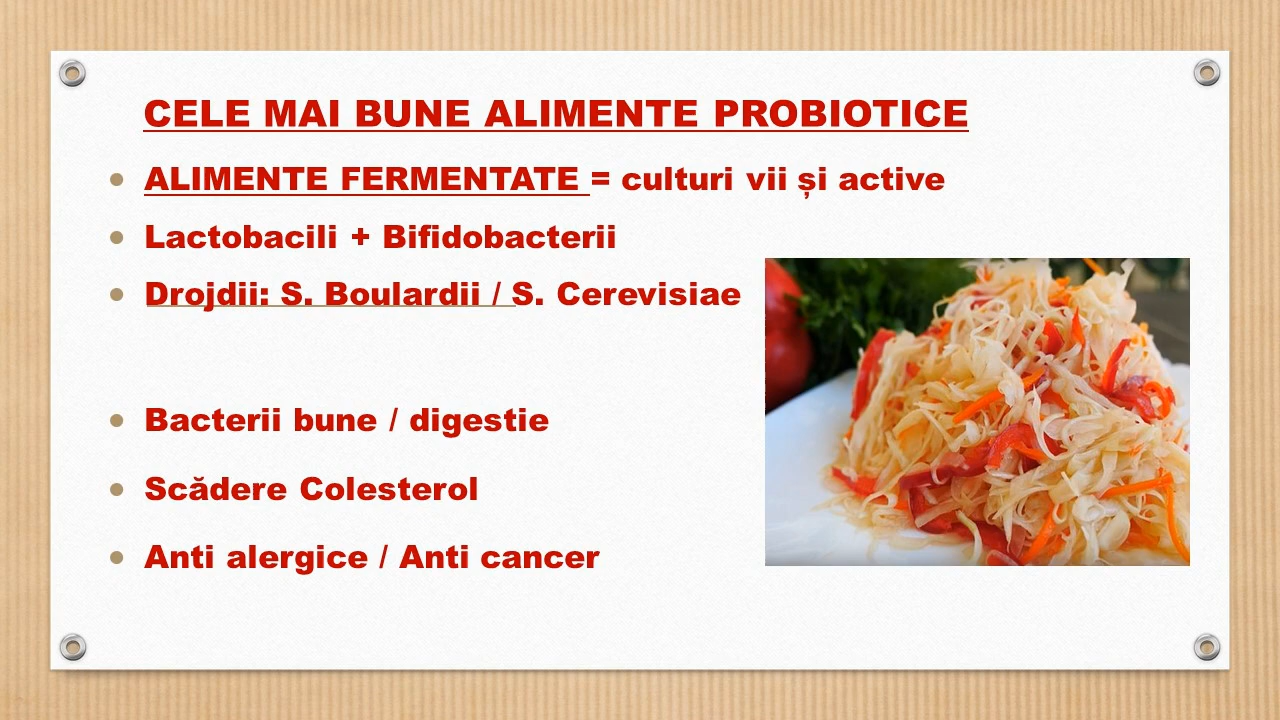 CELE MAI BUNE ALIMENTE PROBIOTICE
ALIMENTE FERMENTATE = culturi vii și active
Lactobacili + Bifidobacterii
Drojdii: S. Boulardii / S. Cerevisiae
Bacterii bune / digestie
Scădere Colesterol
Anti alergice / Anti cancer